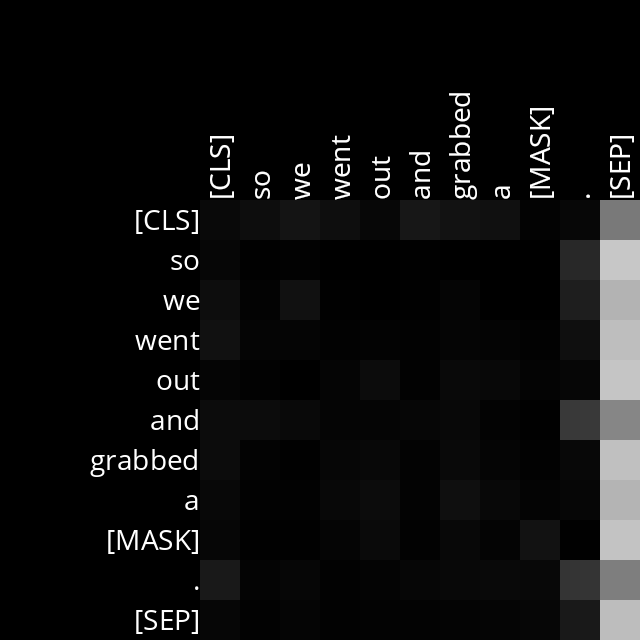 [CLS] so we went out and grabbed a [MASK] . [SEP]
[CLS]
so
we
went
out
and
grabbed
a
[MASK]
.
[SEP]